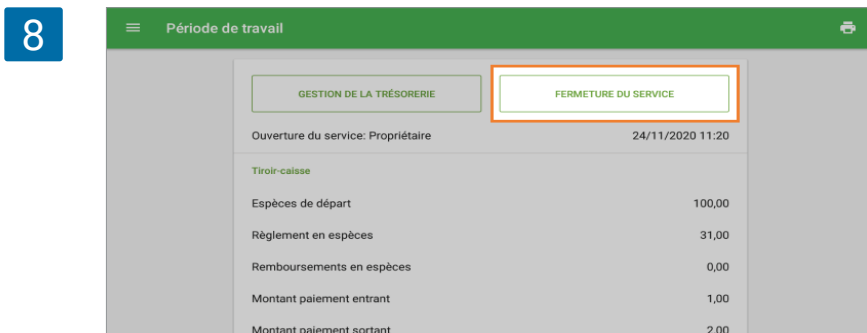 8
Période de travail
GESTION DE LA TRÉSORERIE FERMETURE DU SERVICE
Ouverture du service: Propriétaire 24/11/2020 11:20
Tiroir-caisse
Espèces de départ 100,00
Règlement en espèces 31,00
Remboursements en espèces 0,00
Montant paiement entrant 1,00
Montant paiement sortant 2,00